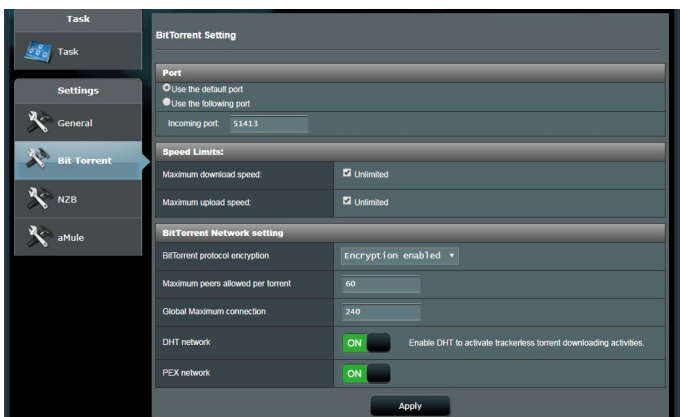 Task
Task
Settings
General
Bit Torrent
NZB
aMule
BitTorrent Setting
Port
Use the default port
Use the following port
Incoming port: 51413
Speed Limits:
Maximum download speed: Unlimited
Maximum upload speed: Unlimited
BitTorrent Network setting
BitTorrent protocol encryption Encryption enabled
Maximum peers allowed per torrent 60
Global Maximum connection 240
DHT network ON Enable DHT to activate trackerless torrent downloading activities.
PEX network ON
Apply